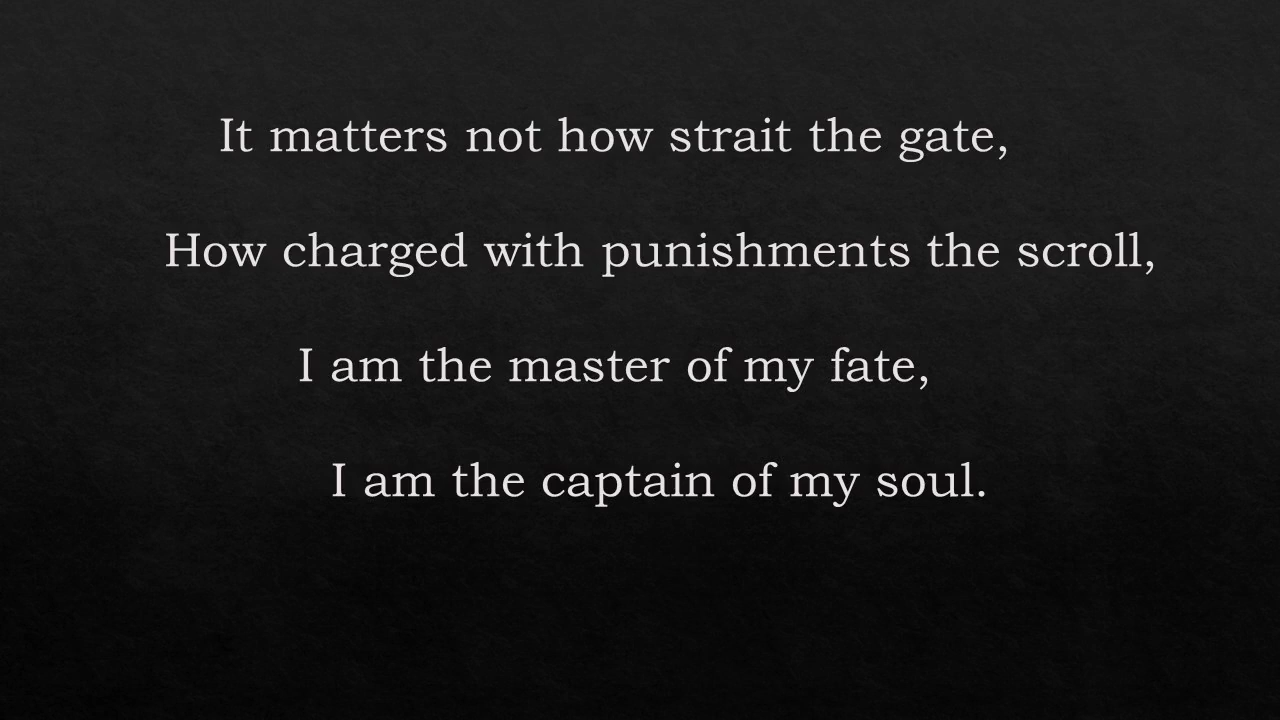 It matters not how strait the gate,
How charged with punishments the scroll,
I am the master of my fate,
I am the captain of my soul.